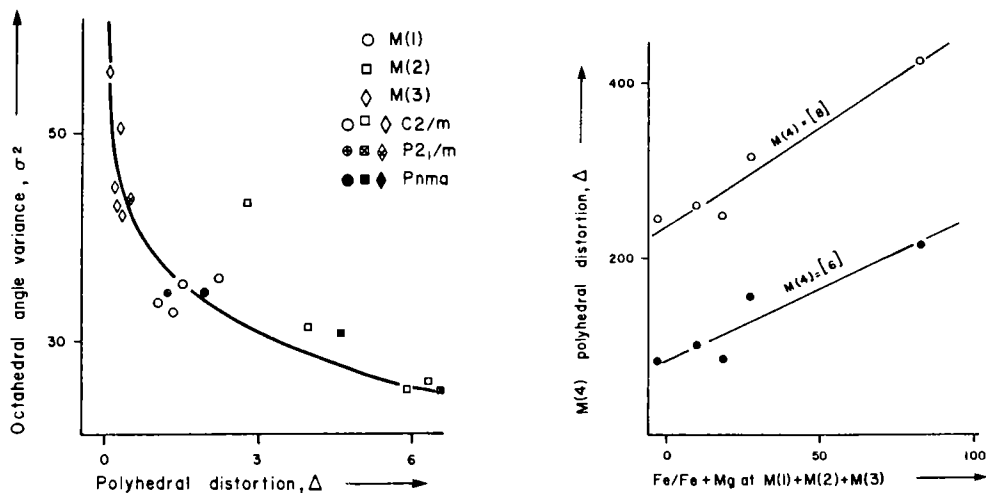 Octahedral angle variance, σ²
50
30
0
3
6
Polyhedral distortion, Δ
M(1)
M(2)
M(3)
C2/m
P2₁/m
Pnma
M(4) polyhedral distortion, Δ
400
200
0
50
100
M(4) = [8]
M(4) = [6]
Fe/Fe + Mg at M(1) + M(2) + M(3)